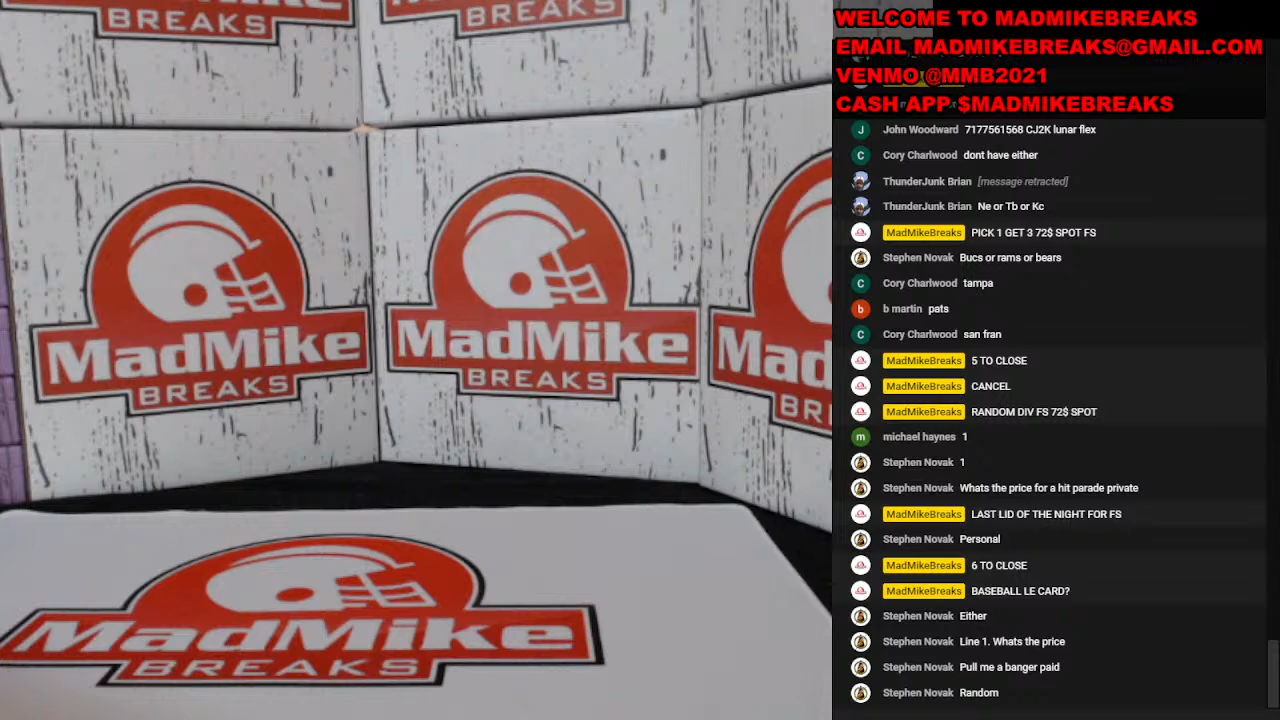 BREAKS
BREAKS
MadMike
BREAKS
MadMike
BREAKS
Mad
BR
MadMike
BREAKS
WELCOME TO MADMIKEBREAKS
EMAIL MADMIKEBREAKS@GMAIL.COM
VENMO @MMB2021
CASH APP $MADMIKEBREAKS
J John Woodward 7177561568 CJ2K lunar flex
C Cory Charlwood dont have either
ThunderJunk Brian [message retracted]
ThunderJunk Brian Ne or Tb or Kc
MadMikeBreaks PICK 1 GET 3 72$ SPOT FS
Stephen Novak Bucs or rams or bears
C Cory Charlwood tampa
b b martin pats
C Cory Charlwood san fran
MadMikeBreaks 5 TO CLOSE
MadMikeBreaks CANCEL
MadMikeBreaks RANDOM DIV FS 72$ SPOT
m michael haynes 1
Stephen Novak 1
Stephen Novak Whats the price for a hit parade private
MadMikeBreaks LAST LID OF THE NIGHT FOR FS
Stephen Novak Personal
MadMikeBreaks 6 TO CLOSE
MadMikeBreaks BASEBALL LE CARD?
Stephen Novak Either
Stephen Novak Line 1. Whats the price
Stephen Novak Pull me a banger paid
Stephen Novak Random